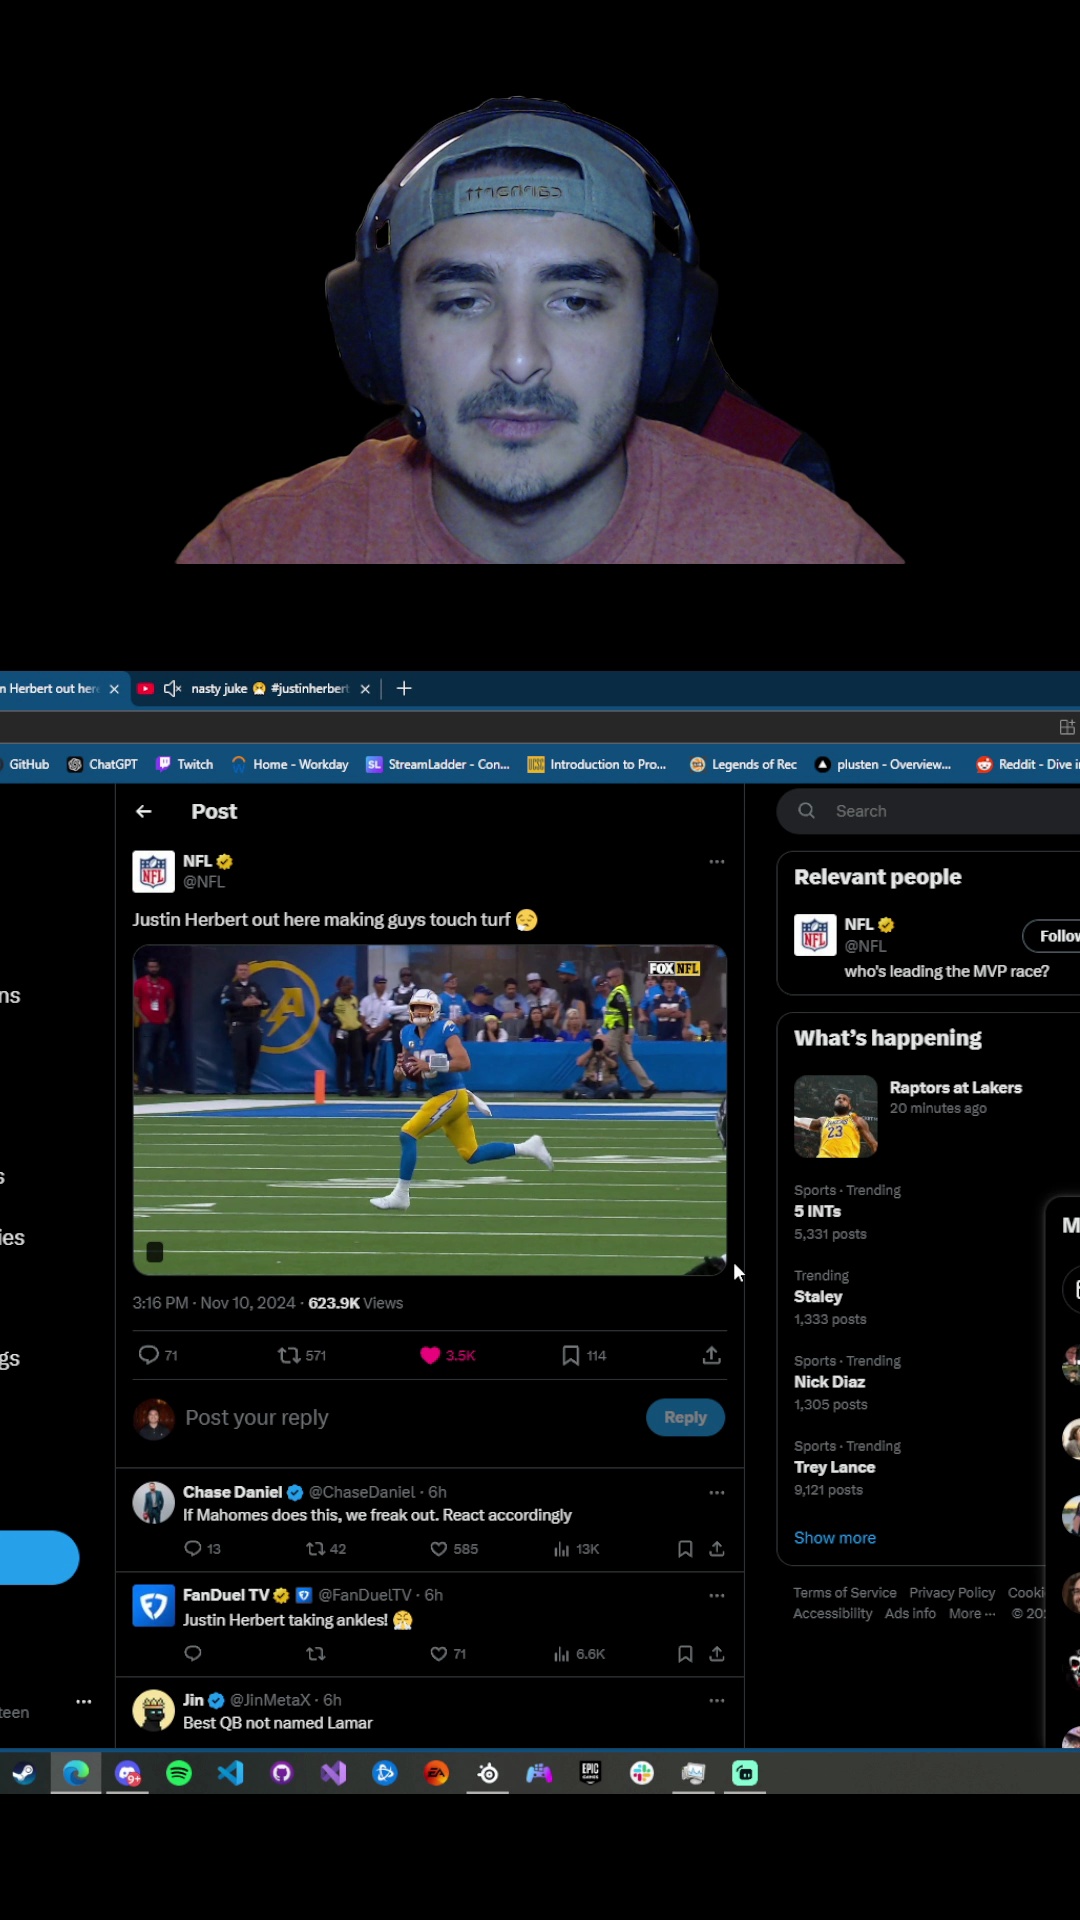 carhartt
n Herbert out here
nasty juke 😤 #justinherbert
GitHub
ChatGPT
Twitch
Home - Workday
StreamLadder - Con...
Introduction to Pro...
Legends of Rec
plusten - Overview...
Reddit - Dive i
Post
Search
NFL
@NFL
Justin Herbert out here making guys touch turf 😮‍💨
FOX NFL
3:16 PM · Nov 10, 2024 · 623.9K Views
71
571
3.5K
114
Post your reply
Reply
Chase Daniel @ChaseDaniel · 6h
If Mahomes does this, we freak out. React accordingly
13
42
585
13K
FanDuel TV @FanDuelTV · 6h
Justin Herbert taking ankles! 😤
71
6.6K
Jin @JinMetaX · 6h
Best QB not named Lamar
Relevant people
NFL
@NFL
Follow
who's leading the MVP race?
What's happening
Raptors at Lakers
20 minutes ago
23
Sports · Trending
5 INTs
5,331 posts
Trending
Staley
1,333 posts
Sports · Trending
Nick Diaz
1,305 posts
Sports · Trending
Trey Lance
9,121 posts
Show more
Terms of Service Privacy Policy Cooki
Accessibility Ads info More ··· © 20
M
ns
s
ies
gs
teen
9+
EA
EPIC
GAMES